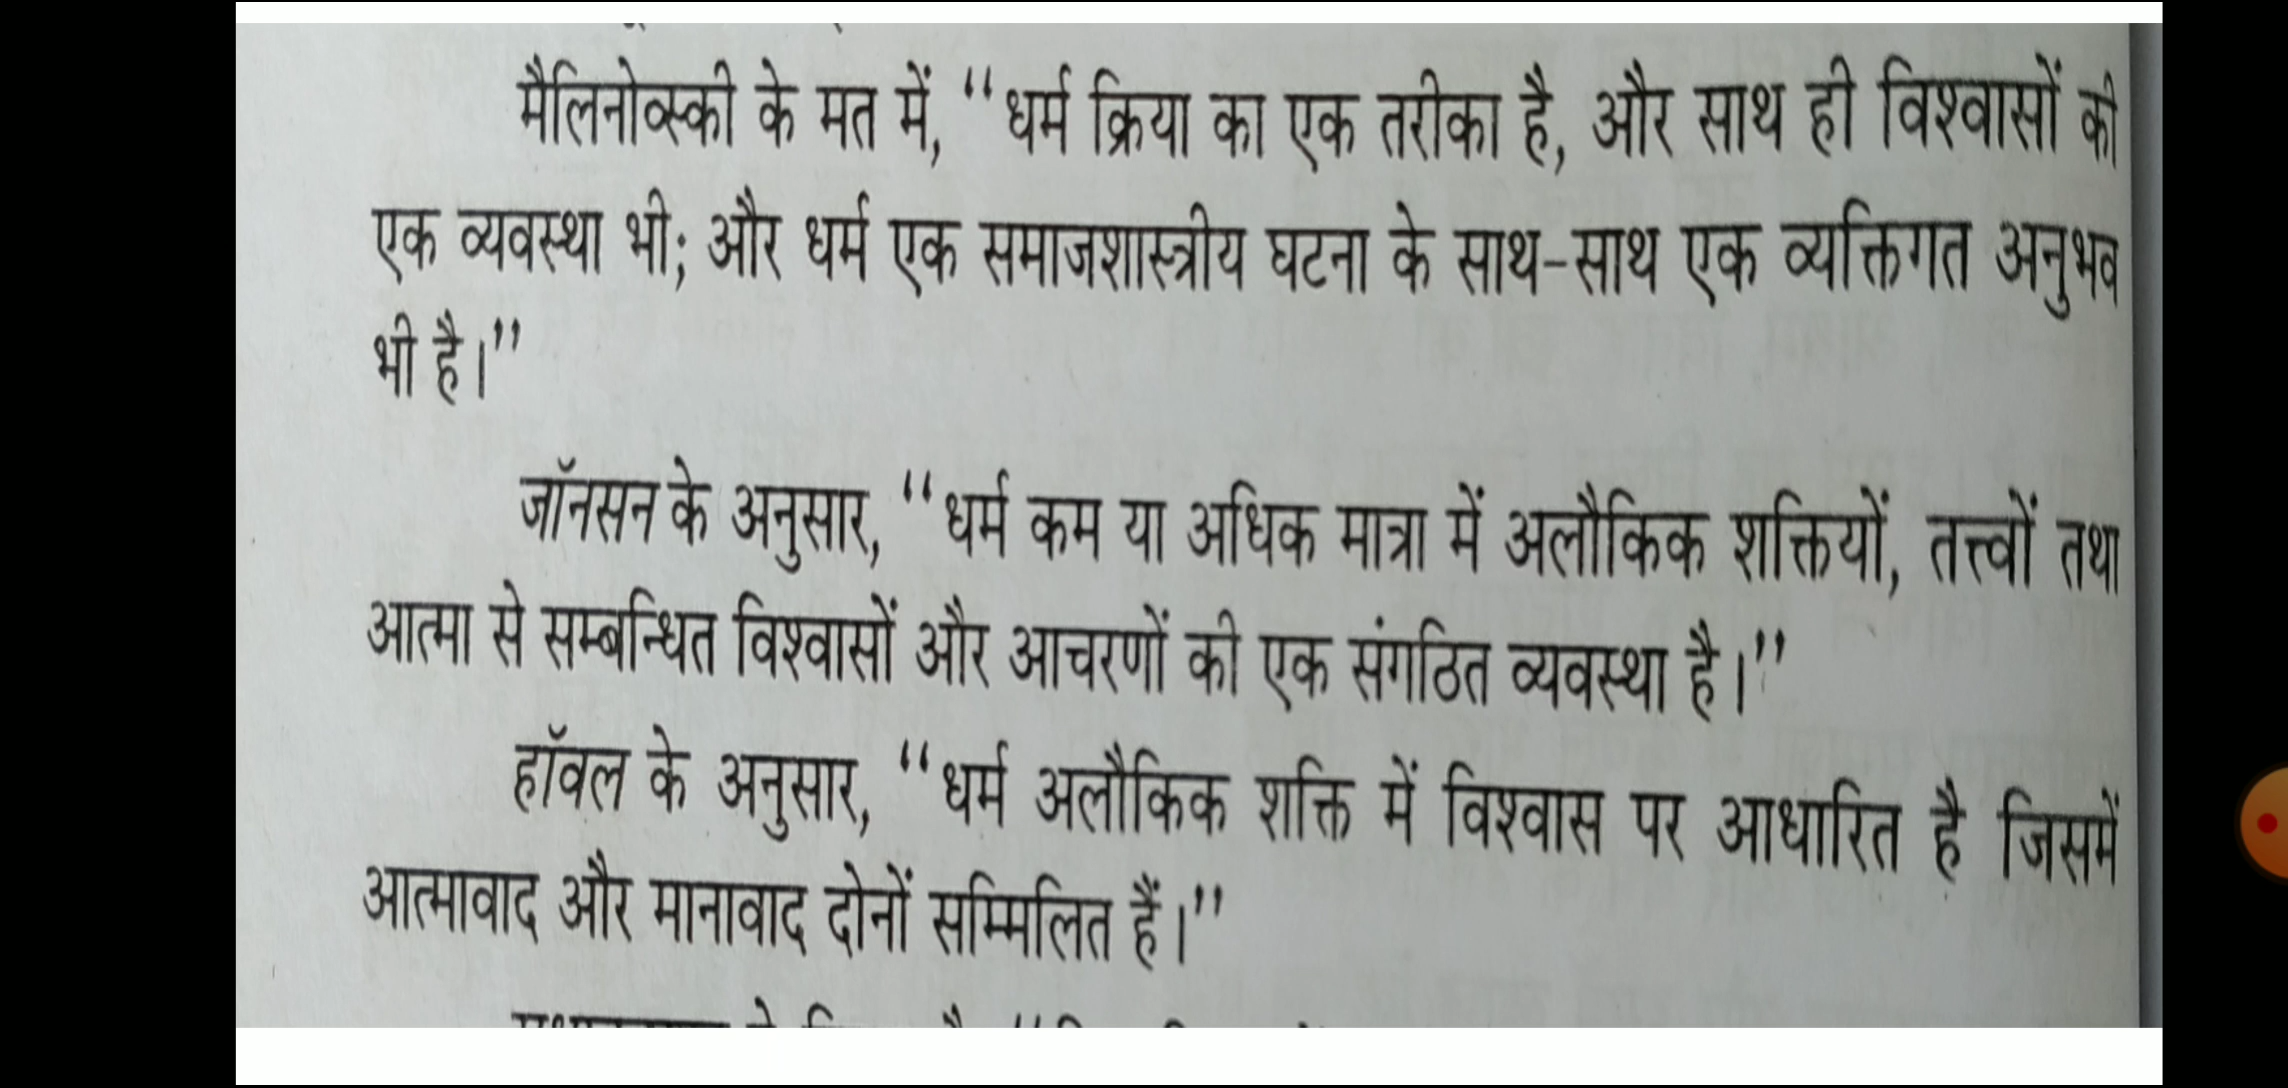 मैलिनोव्स्की के मत में, “धर्म क्रिया का एक तरीका है, और साथ ही विश्वासों की
एक व्यवस्था भी; और धर्म एक समाजशास्त्रीय घटना के साथ-साथ एक व्यक्तिगत अनुभव
भी है।”
जॉनसन के अनुसार, “धर्म कम या अधिक मात्रा में अलौकिक शक्तियों, तत्त्वों तथा
आत्मा से सम्बन्धित विश्वासों और आचरणों की एक संगठित व्यवस्था है।”
हॉवल के अनुसार, “धर्म अलौकिक शक्ति में विश्वास पर आधारित है जिसमें
आत्मावाद और मानावाद दोनों सम्मिलित हैं।”